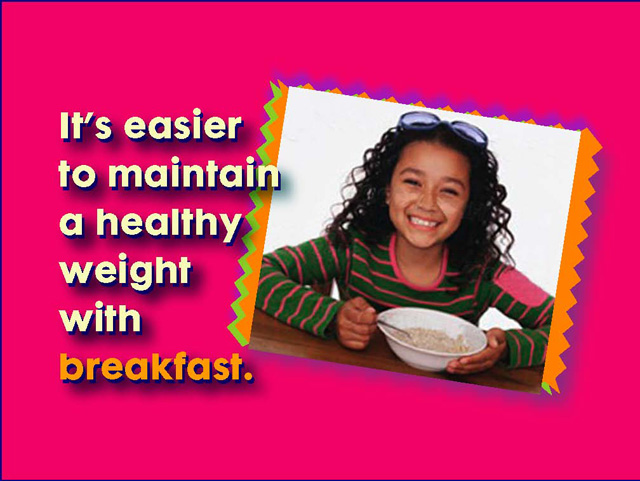 It's easier
to maintain
a healthy
weight
with
breakfast.